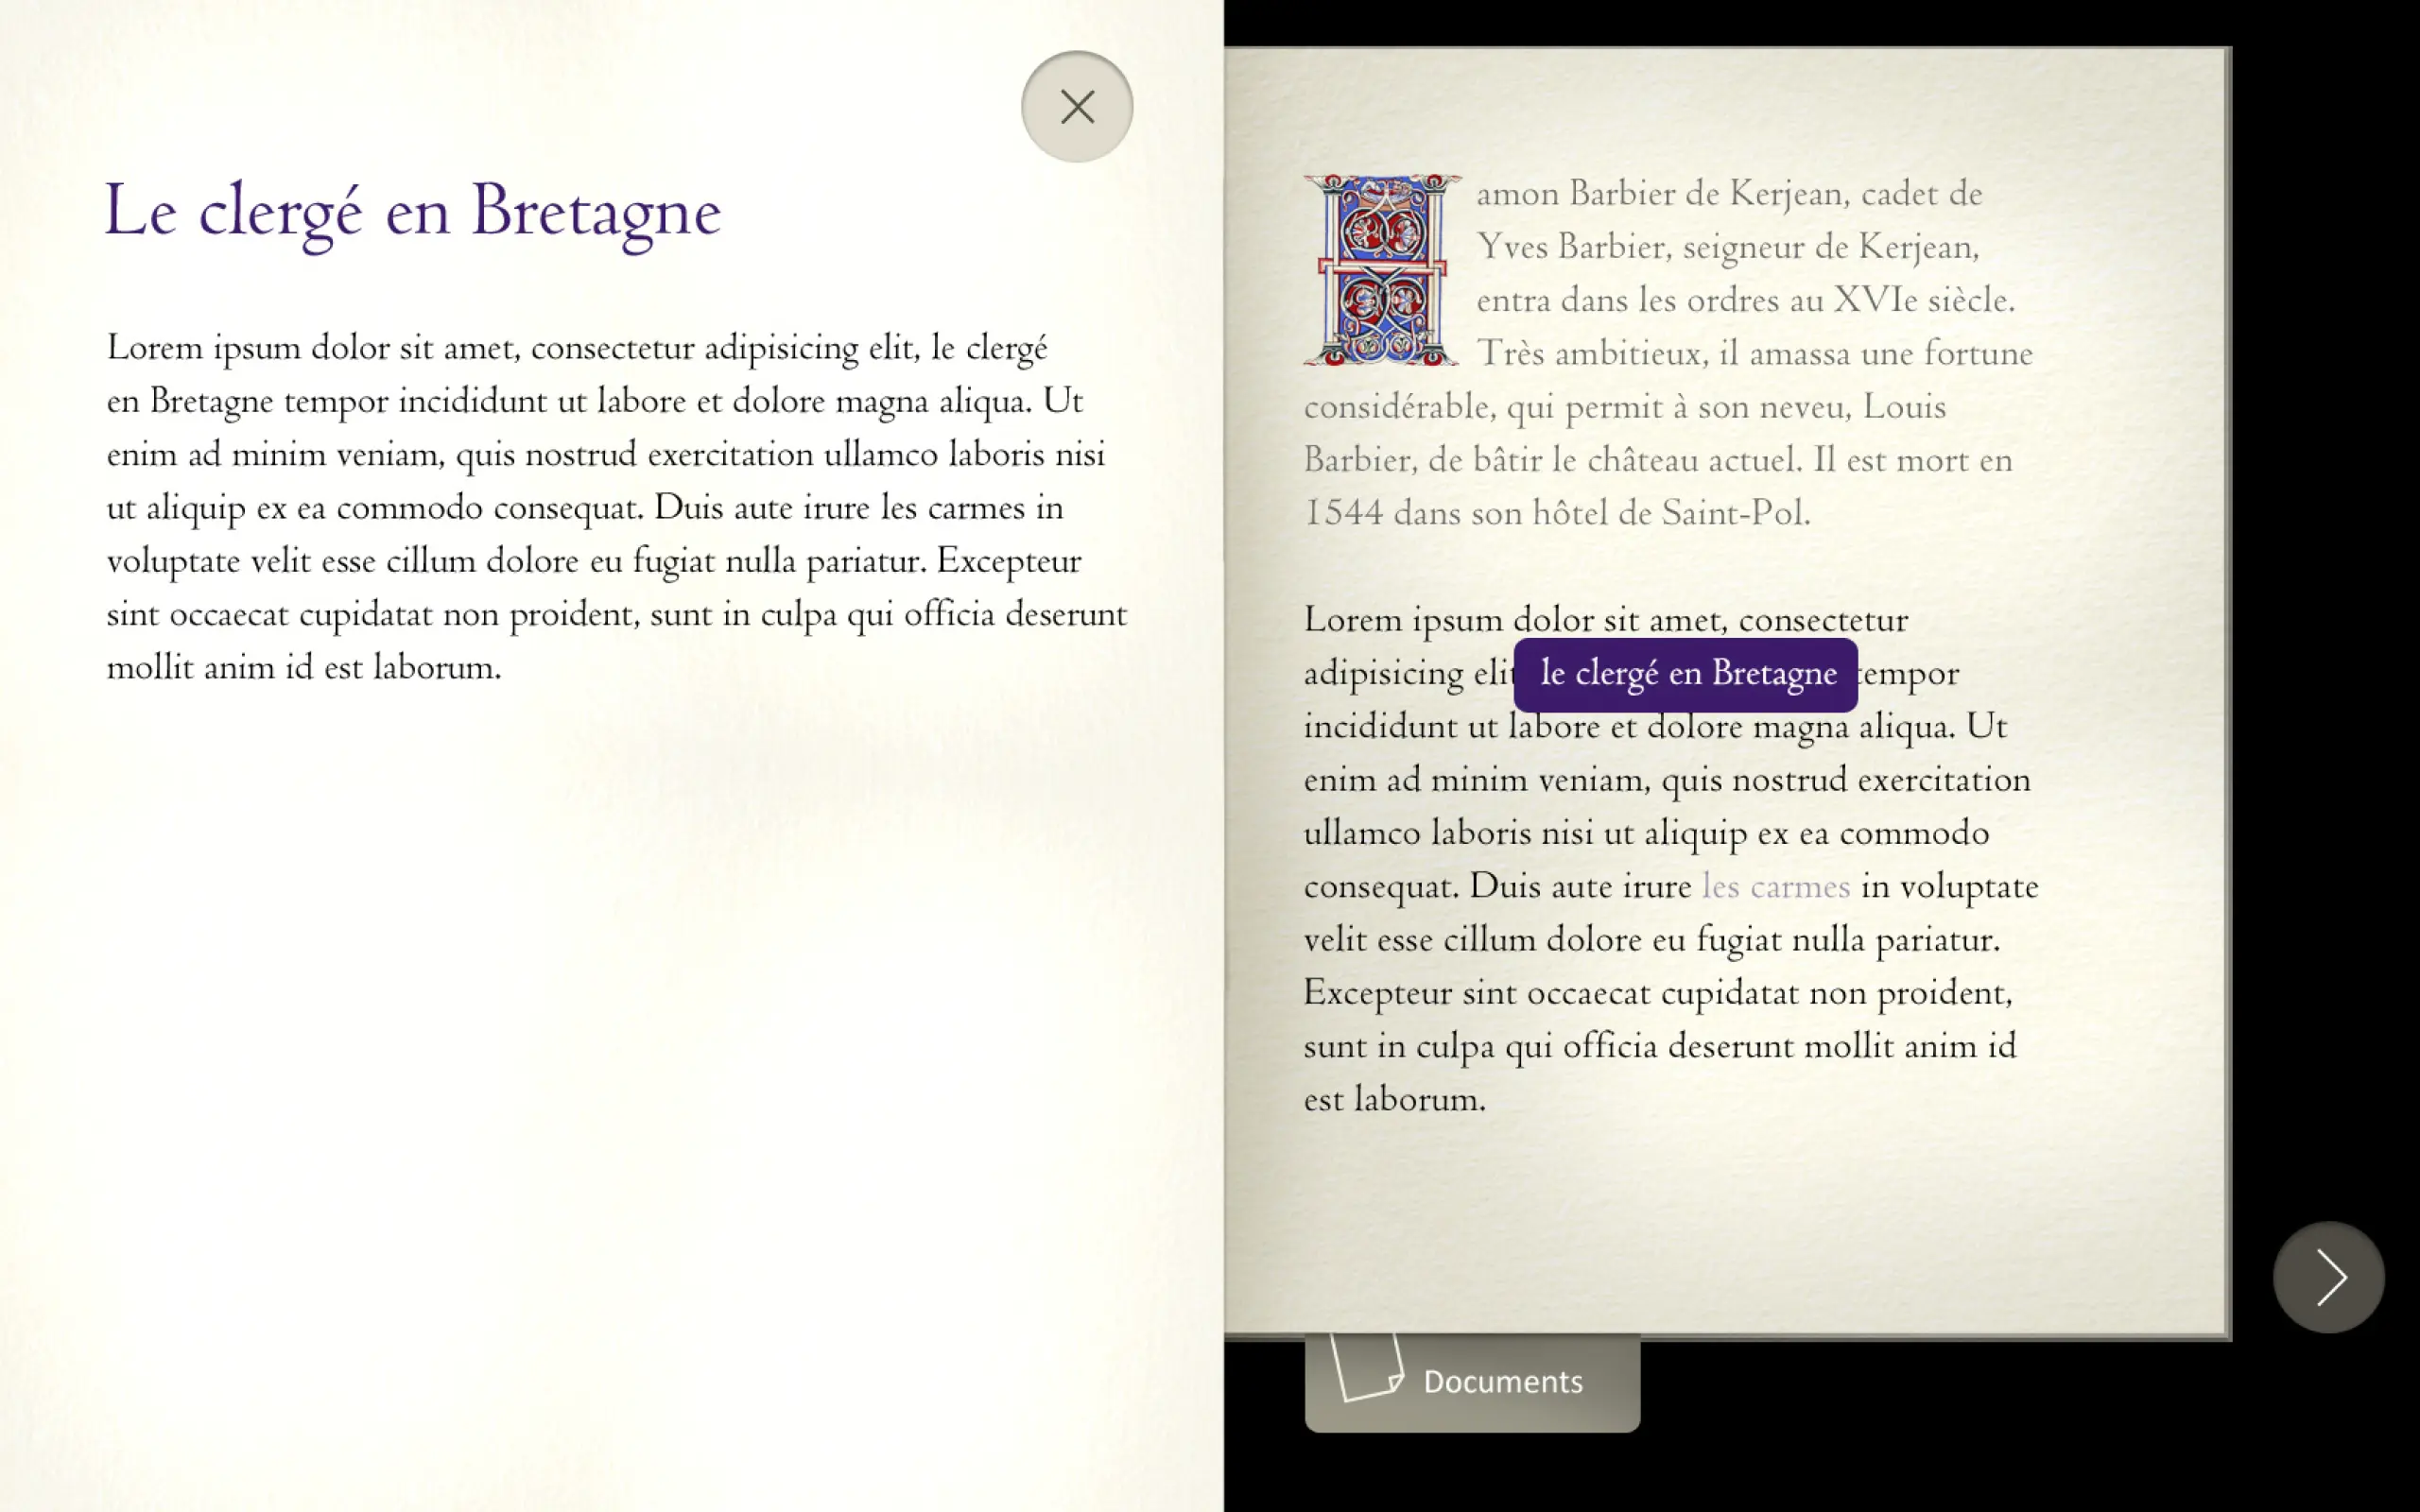 Le clergé en Bretagne
Lorem ipsum dolor sit amet, consectetur adipisicing elit, le clergé
en Bretagne tempor incididunt ut labore et dolore magna aliqua. Ut
enim ad minim veniam, quis nostrud exercitation ullamco laboris nisi
ut aliquip ex ea commodo consequat. Duis aute irure les carmes in
voluptate velit esse cillum dolore eu fugiat nulla pariatur. Excepteur
sint occaecat cupidatat non proident, sunt in culpa qui officia deserunt
mollit anim id est laborum.
Hamon Barbier de Kerjean, cadet de
Yves Barbier, seigneur de Kerjean,
entra dans les ordres au XVIe siècle.
Très ambitieux, il amassa une fortune
considérable, qui permit à son neveu, Louis
Barbier, de bâtir le château actuel. Il est mort en
1544 dans son hôtel de Saint-Pol.
Lorem ipsum dolor sit amet, consectetur
adipisicing elit le clergé en Bretagne tempor
incididunt ut labore et dolore magna aliqua. Ut
enim ad minim veniam, quis nostrud exercitation
ullamco laboris nisi ut aliquip ex ea commodo
consequat. Duis aute irure les carmes in voluptate
velit esse cillum dolore eu fugiat nulla pariatur.
Excepteur sint occaecat cupidatat non proident,
sunt in culpa qui officia deserunt mollit anim id
est laborum.
Documents